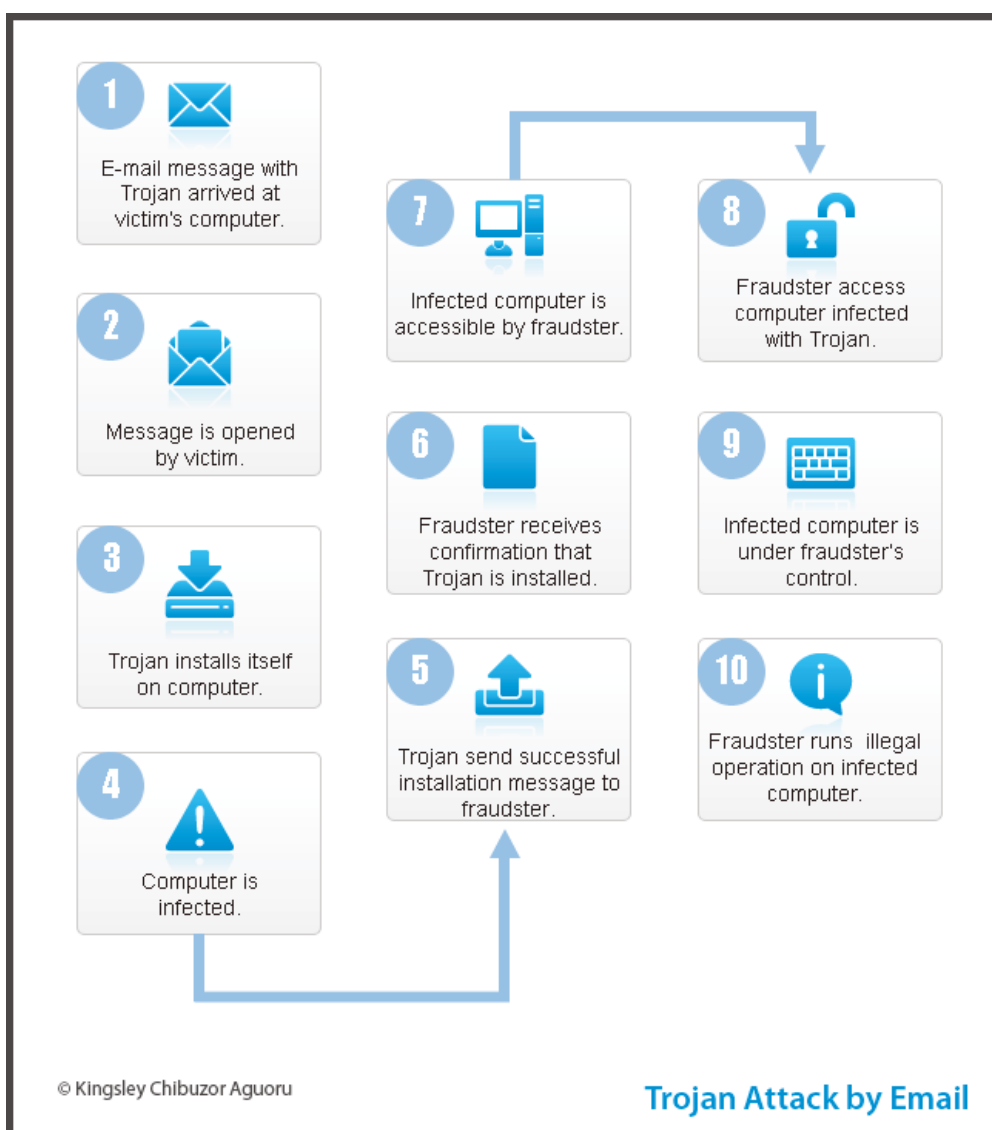 1
E-mail message with
Trojan arrived at
victim's computer.
2
Message is opened
by victim.
3
Trojan installs itself
on computer.
4
Computer is
infected.
5
Trojan send successful
installation message to
fraudster.
6
Fraudster receives
confirmation that
Trojan is installed.
7
Infected computer is
accessible by fraudster.
8
Fraudster access
computer infected
with Trojan.
9
Infected computer is
under fraudster's
control.
10
Fraudster runs illegal
operation on infected
computer.
© Kingsley Chibuzor Aguoru
Trojan Attack by Email